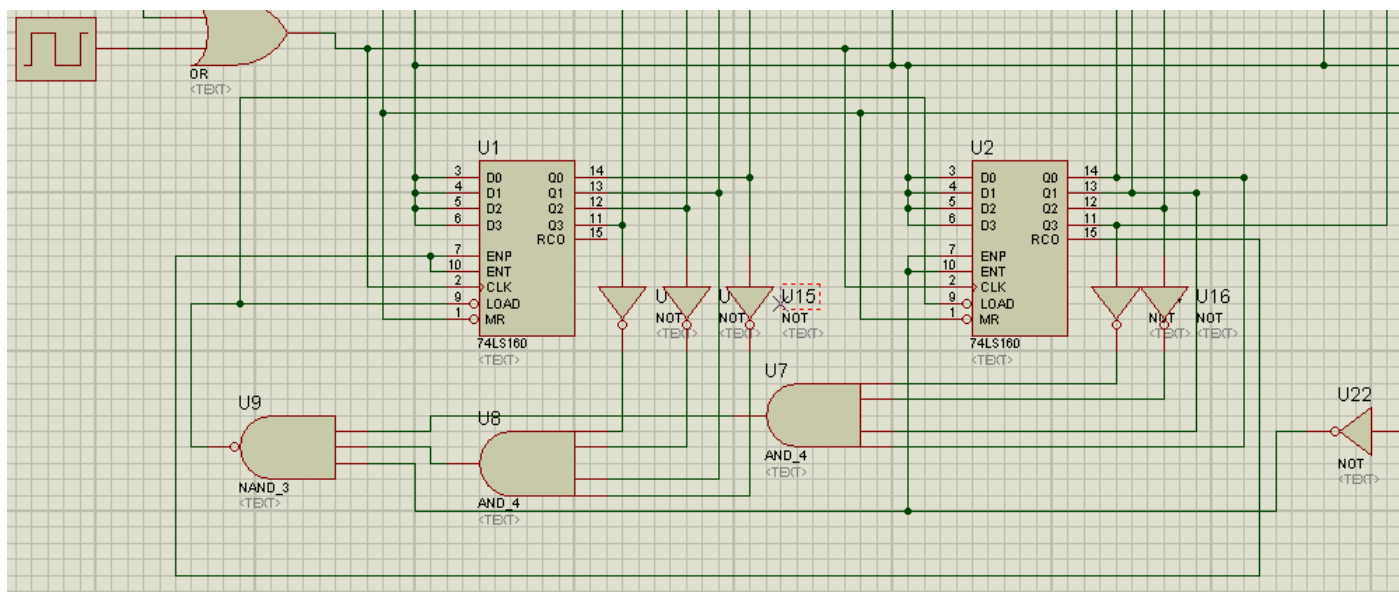 OR
<TEXT>
U1
3 D0 Q0 14
4 D1 Q1 13
5 D2 Q2 12
6 D3 Q3 11
RCO 15
7 ENP
10 ENT
2 CLK
9 LOAD
1 MR
74LS160
<TEXT>
U2
3 D0 Q0 14
4 D1 Q1 13
5 D2 Q2 12
6 D3 Q3 11
RCO 15
7 ENP
10 ENT
2 CLK
9 LOAD
1 MR
74LS160
<TEXT>
NOT
<TEXT>
NOT
<TEXT>
U15
NOT
<TEXT>
NOT
<TEXT>
U16
NOT
<TEXT>
U7
AND_4
<TEXT>
U8
AND_4
<TEXT>
U9
NAND_3
<TEXT>
U22
NOT
<TEXT>